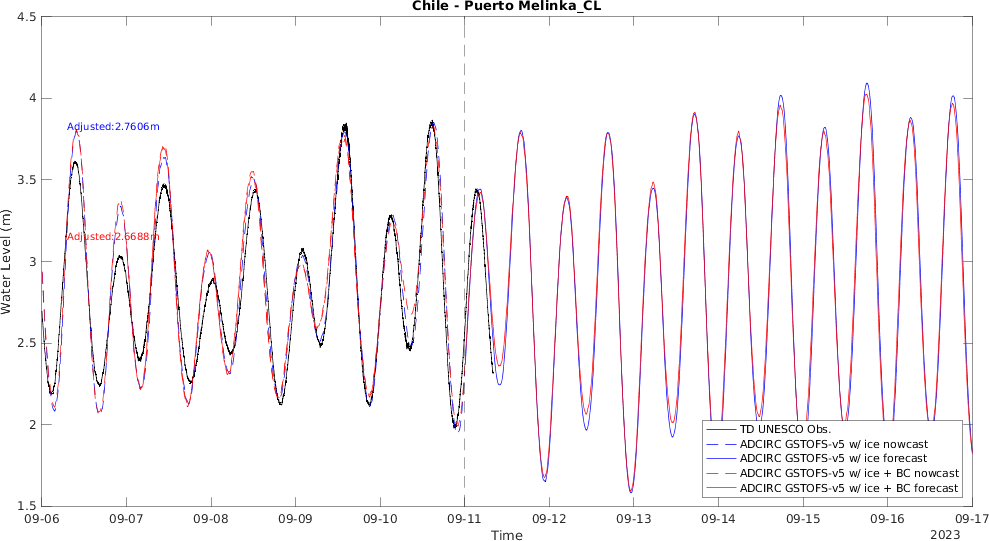 Chile - Puerto Melinka_CL
4.5
4
3.5
3
2.5
2
1.5
Water Level (m)
Adjusted:2.7606m
Adjusted:2.6688m
TD UNESCO Obs.
ADCIRC GSTOFS-v5 w/ ice nowcast
ADCIRC GSTOFS-v5 w/ ice forecast
ADCIRC GSTOFS-v5 w/ ice + BC nowcast
ADCIRC GSTOFS-v5 w/ ice + BC forecast
09-06 09-07 09-08 09-09 09-10 09-11 09-12 09-13 09-14 09-15 09-16 09-17
Time
2023